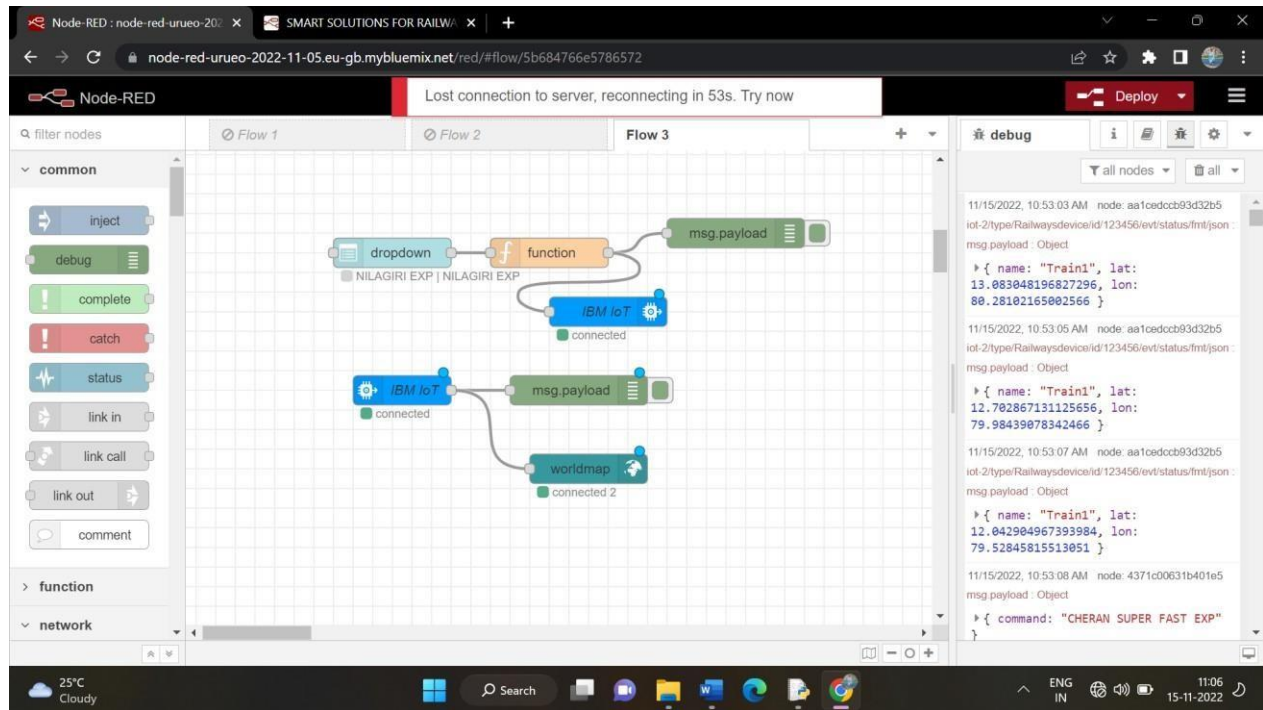 Node-RED : node-red-urueo-202
SMART SOLUTIONS FOR RAILWA
node-red-urueo-2022-11-05.eu-gb.mybluemix.net/red/#flow/5b684766e5786572
Node-RED
Lost connection to server, reconnecting in 53s. Try now
Deploy
filter nodes
common
inject
debug
complete
catch
status
link in
link call
link out
comment
function
network
Flow 1
Flow 2
Flow 3
dropdown
NILAGIRI EXP | NILAGIRI EXP
function
msg.payload
IBM IoT
connected
IBM IoT
connected
msg.payload
worldmap
connected 2
debug
i
all nodes
all
11/15/2022, 10:53:03 AM node: aa1cedccb93d32b5
iot-2/type/Railwaysdevice/id/123456/evt/status/fmt/json :
msg.payload : Object
{ name: "Train1", lat:
13.083048196827296, lon:
80.28102165002566 }
11/15/2022, 10:53:05 AM node: aa1cedccb93d32b5
iot-2/type/Railwaysdevice/id/123456/evt/status/fmt/json :
msg.payload : Object
{ name: "Train1", lat:
12.702867131125656, lon:
79.98439078342466 }
11/15/2022, 10:53:07 AM node: aa1cedccb93d32b5
iot-2/type/Railwaysdevice/id/123456/evt/status/fmt/json :
msg.payload : Object
{ name: "Train1", lat:
12.042904967393984, lon:
79.52845815513051 }
11/15/2022, 10:53:08 AM node: 4371c00631b401e5
msg.payload : Object
{ command: "CHERAN SUPER FAST EXP"
}
25°C
Cloudy
Search
ENG
IN
11:06
15-11-2022